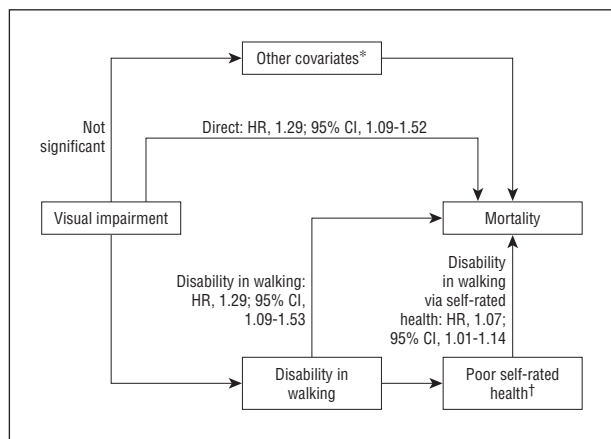 Other covariates*
Not
significant
Direct: HR, 1.29; 95% CI, 1.09-1.52
Visual impairment
Mortality
Disability in walking:
HR, 1.29; 95% CI,
1.09-1.53
Disability
in walking
via self-rated
health: HR, 1.07;
95% CI, 1.01-1.14
Disability in
walking
Poor self-rated
health†